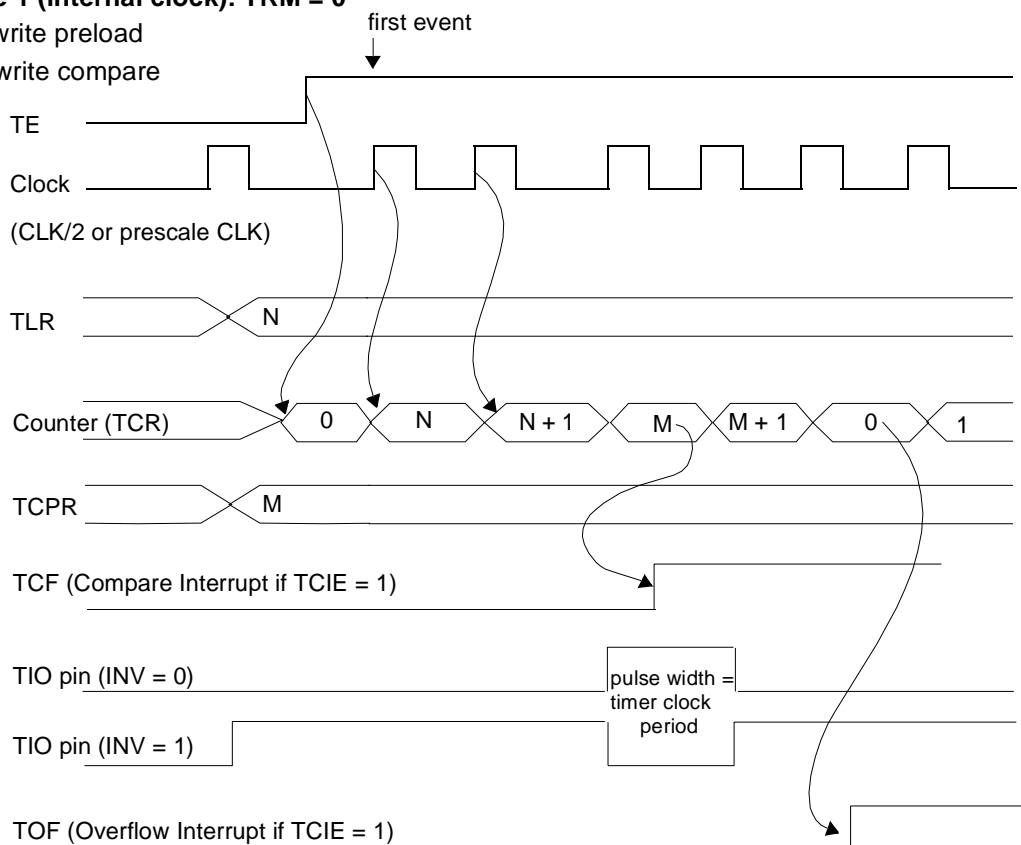 1 (internal clock): TRM = 0
first event
write preload
write compare
TE
Clock
(CLK/2 or prescale CLK)
TLR
N
Counter (TCR)
0
N
N + 1
M
M + 1
0
1
TCPR
M
TCF (Compare Interrupt if TCIE = 1)
TIO pin (INV = 0)
pulse width =
timer clock
period
TIO pin (INV = 1)
TOF (Overflow Interrupt if TCIE = 1)